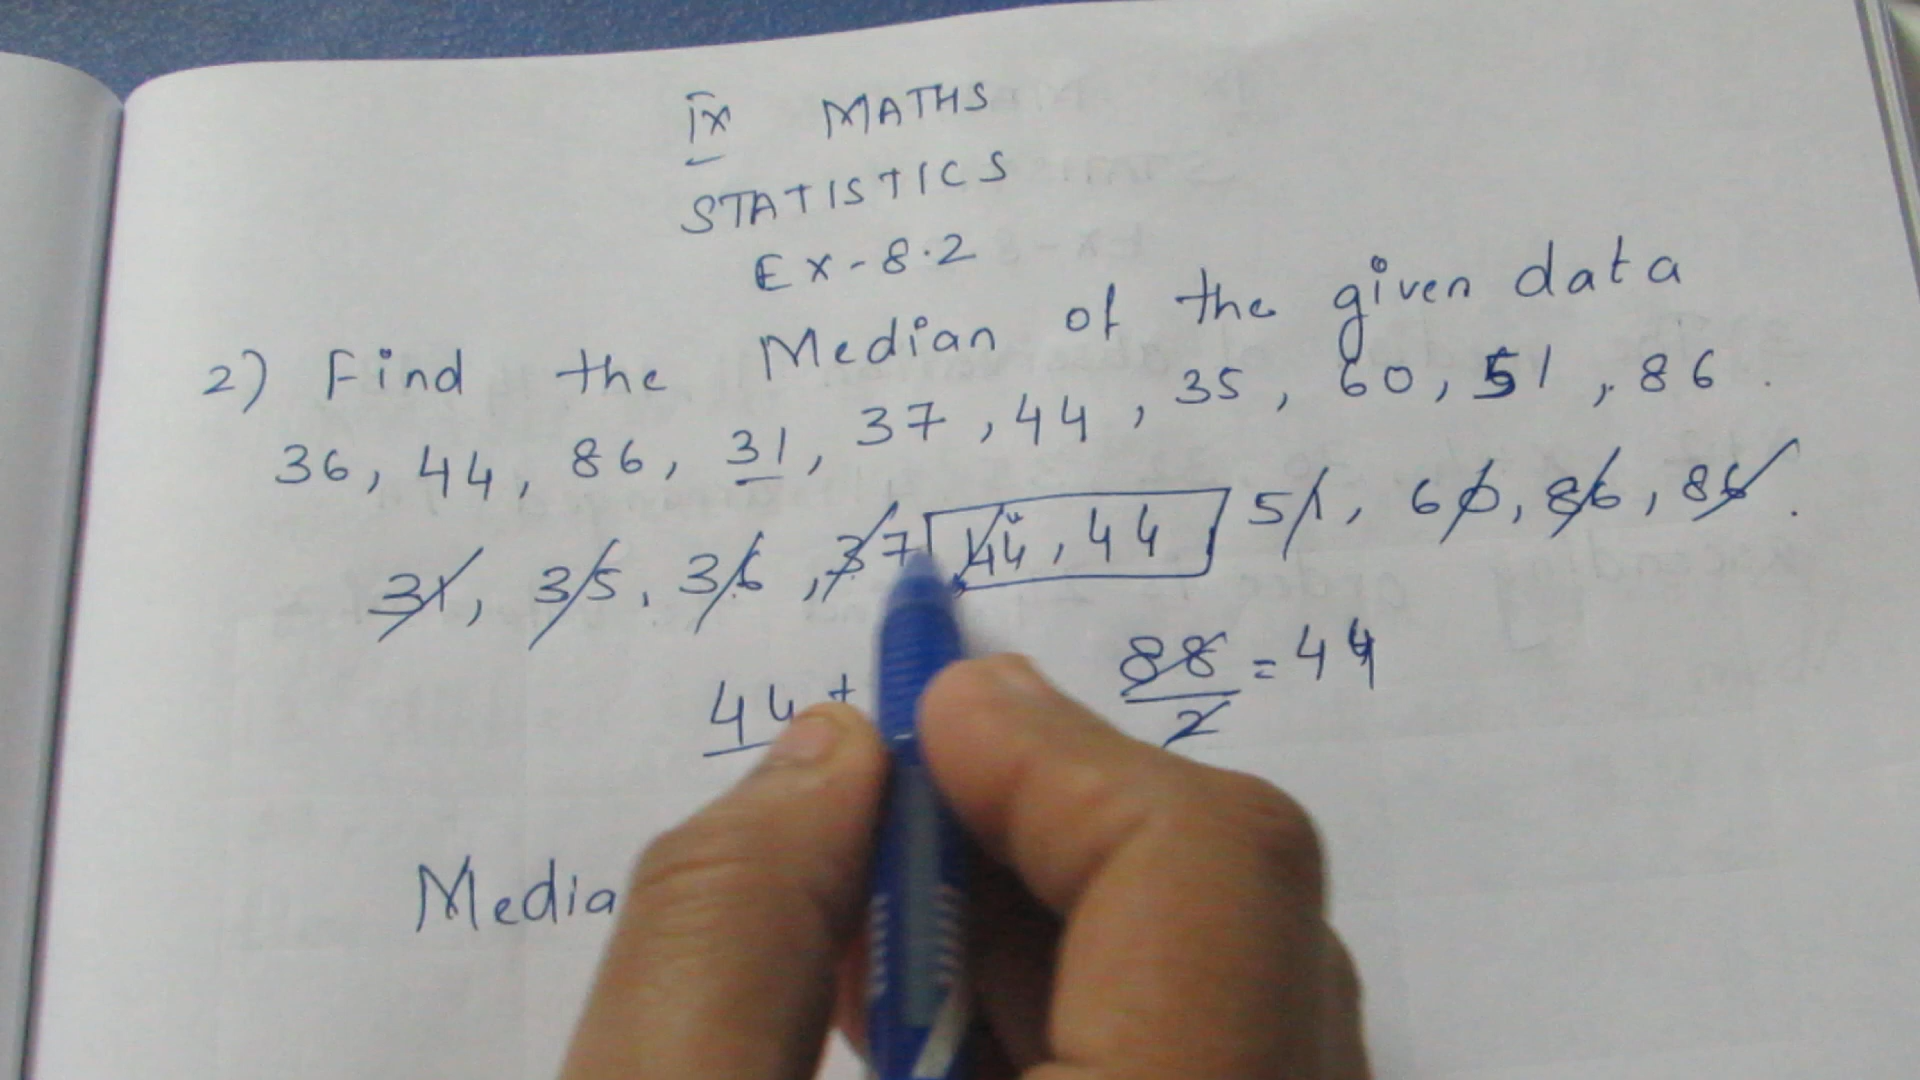 IX MATHS
STATISTICS
EX-8.2
2) Find the Median of the given data
36, 44, 86, 31, 37, 44, 35, 60, 51, 86.
31, 35, 36, 37 44, 44 51, 60, 86, 86.
44 + 88/2 = 44
Media